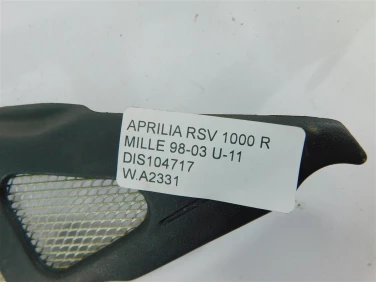 APRILIA RSV 1000 R
MILLE 98-03 U-11
DIS104717
W.A2331